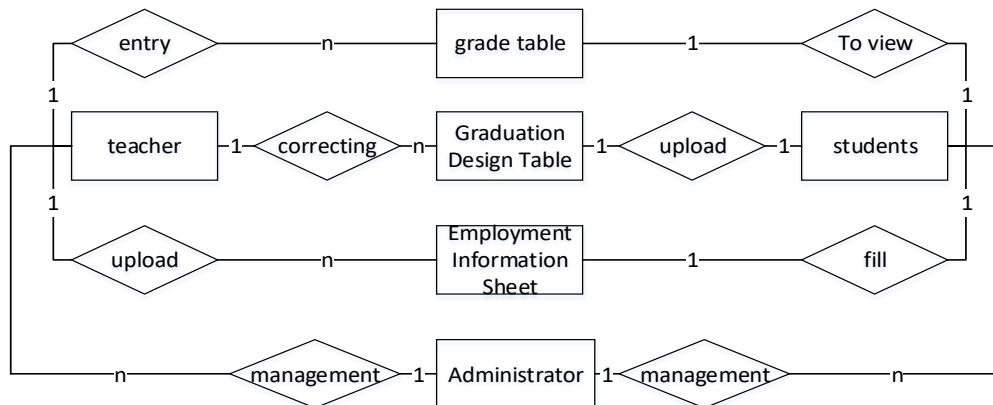 entry n grade table 1 To view
1 1
teacher 1 correcting n Graduation
Design Table 1 upload 1 students
1 1
upload n Employment
Information
Sheet 1 fill
n management 1 Administrator 1 management n